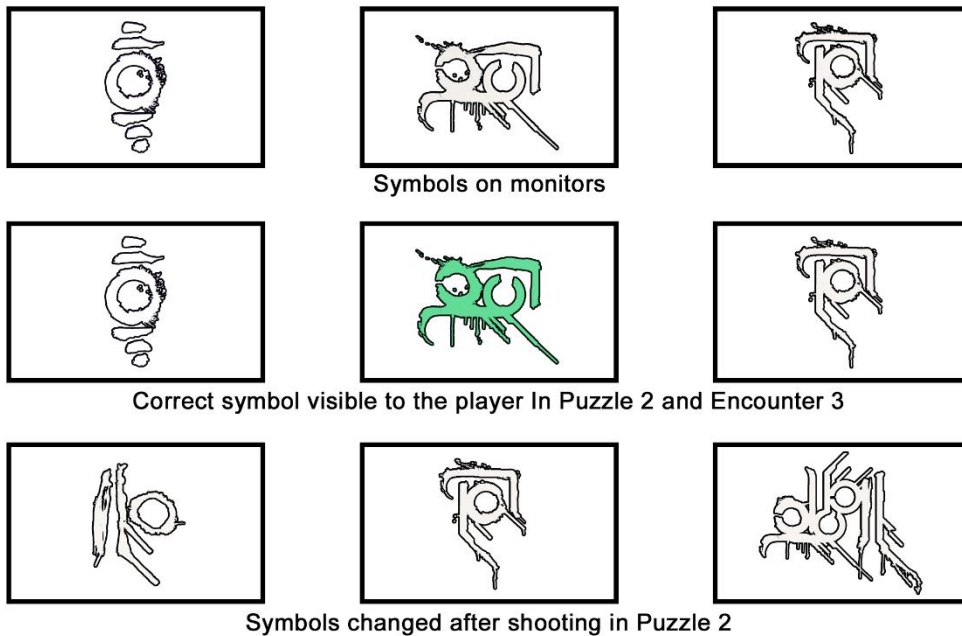 Symbols on monitors
Correct symbol visible to the player In Puzzle 2 and Encounter 3
Symbols changed after shooting in Puzzle 2